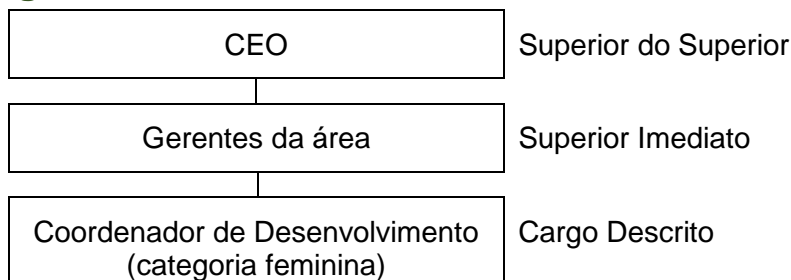 CEO Superior do Superior
Gerentes da área Superior Imediato
Coordenador de Desenvolvimento Cargo Descrito
(categoria feminina)